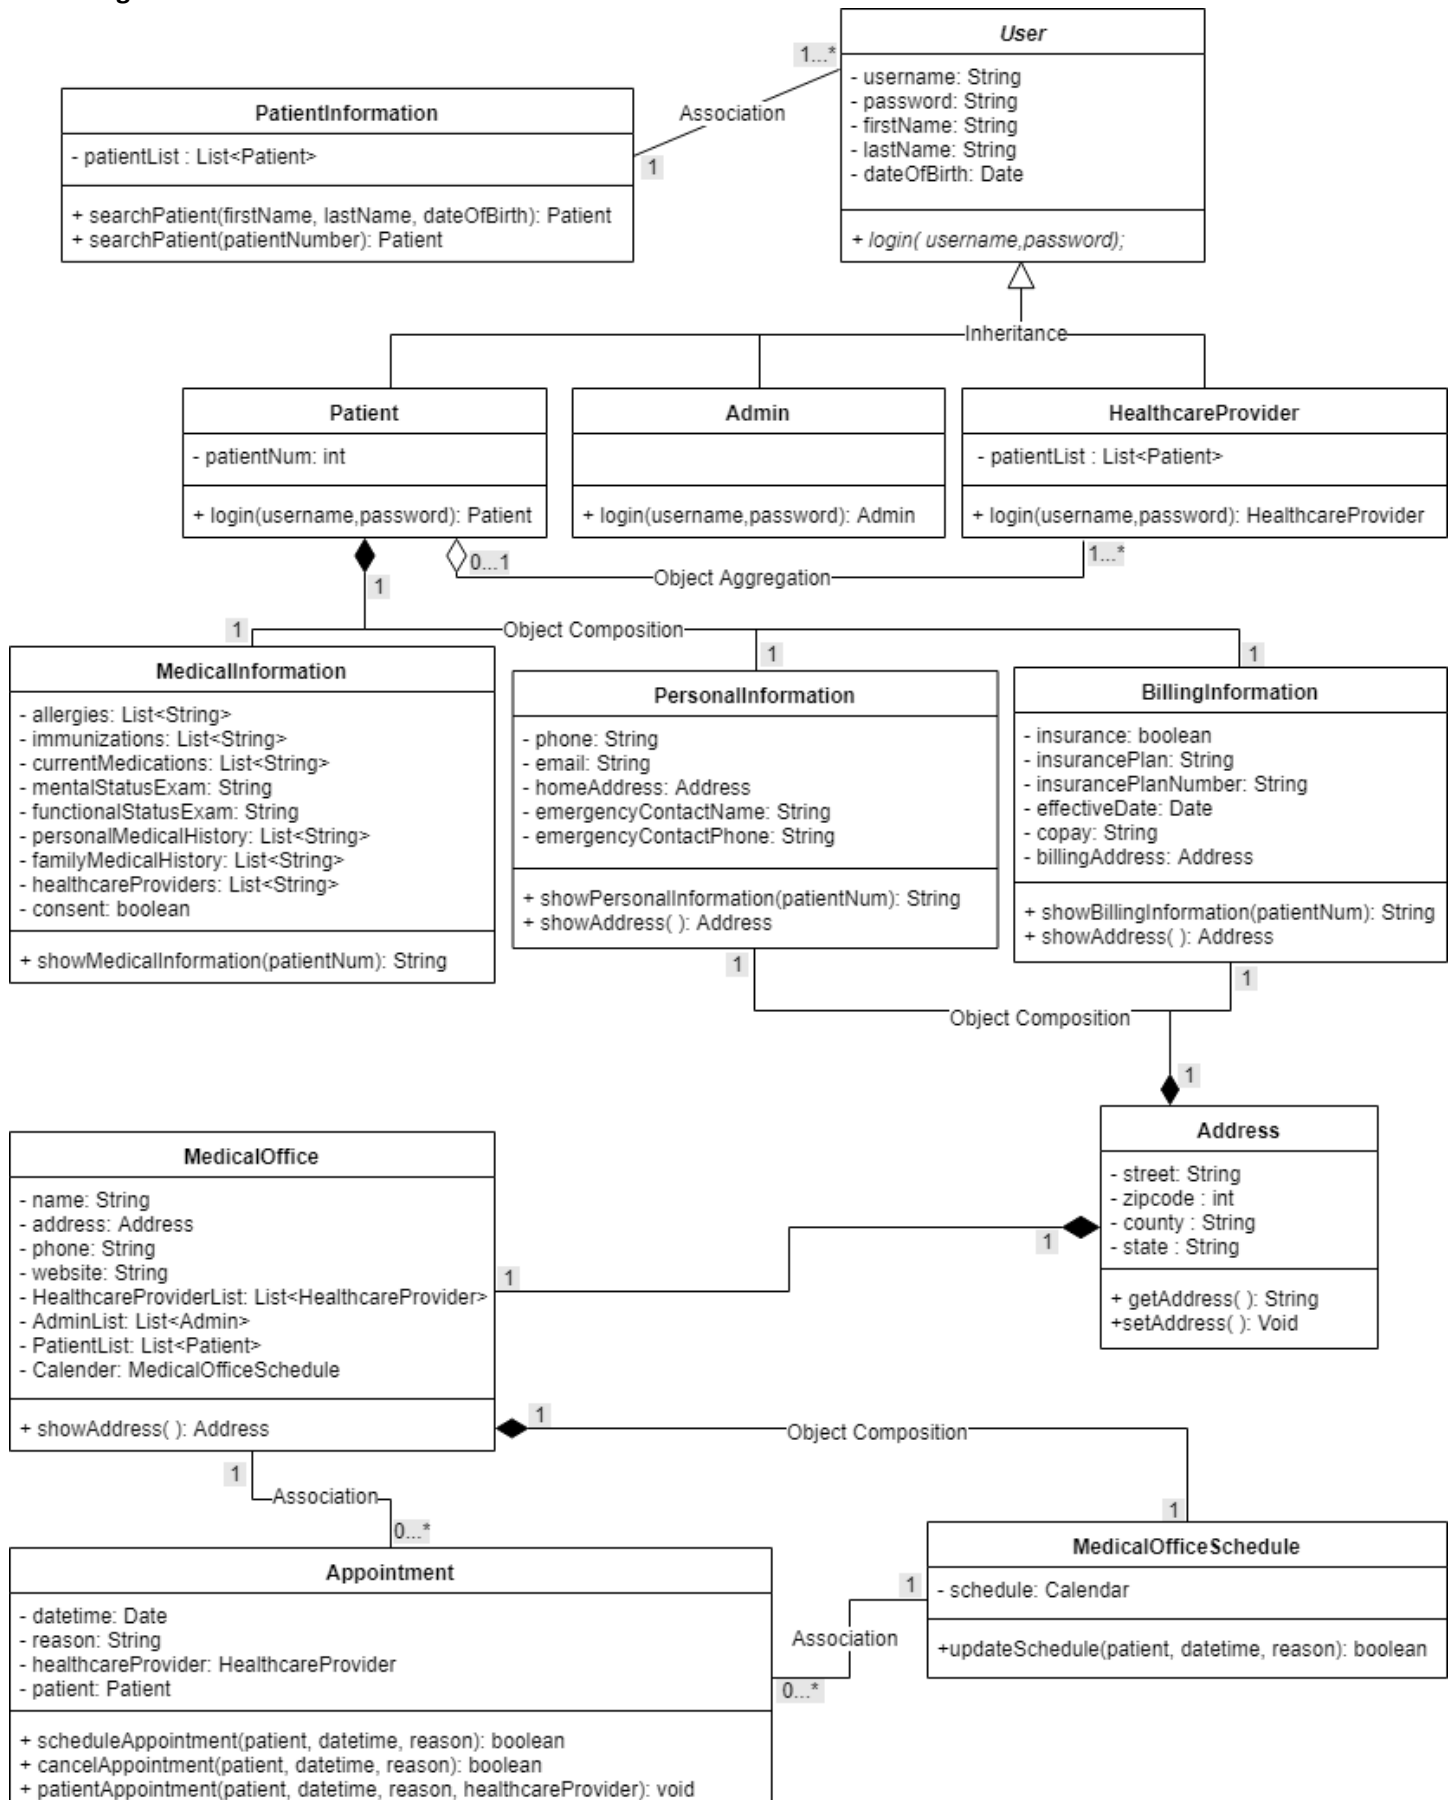 User
- username: String
- password: String
- firstName: String
- lastName: String
- dateOfBirth: Date
+ login( username,password);
1...*
Association
1
PatientInformation
- patientList : List<Patient>
+ searchPatient(firstName, lastName, dateOfBirth): Patient
+ searchPatient(patientNumber): Patient
Inheritance
Patient
- patientNum: int
+ login(username,password): Patient
Admin
+ login(username,password): Admin
HealthcareProvider
- patientList : List<Patient>
+ login(username,password): HealthcareProvider
0...1
Object Aggregation
1...*
1
Object Composition
1
1
1
MedicalInformation
- allergies: List<String>
- immunizations: List<String>
- currentMedications: List<String>
- mentalStatusExam: String
- functionalStatusExam: String
- personalMedicalHistory: List<String>
- familyMedicalHistory: List<String>
- healthcareProviders: List<String>
- consent: boolean
+ showMedicalInformation(patientNum): String
PersonalInformation
- phone: String
- email: String
- homeAddress: Address
- emergencyContactName: String
- emergencyContactPhone: String
+ showPersonalInformation(patientNum): String
+ showAddress( ): Address
BillingInformation
- insurance: boolean
- insurancePlan: String
- insurancePlanNumber: String
- effectiveDate: Date
- copay: String
- billingAddress: Address
+ showBillingInformation(patientNum): String
+ showAddress( ): Address
1
1
Object Composition
1
Address
- street: String
- zipcode : int
- county : String
- state : String
+ getAddress( ): String
+setAddress( ): Void
1
1
MedicalOffice
- name: String
- address: Address
- phone: String
- website: String
- HealthcareProviderList: List<HealthcareProvider>
- AdminList: List<Admin>
- PatientList: List<Patient>
- Calender: MedicalOfficeSchedule
+ showAddress( ): Address
1
Object Composition
1
1
Association
0...*
MedicalOfficeSchedule
- schedule: Calendar
+updateSchedule(patient, datetime, reason): boolean
1
Association
0...*
Appointment
- datetime: Date
- reason: String
- healthcareProvider: HealthcareProvider
- patient: Patient
+ scheduleAppointment(patient, datetime, reason): boolean
+ cancelAppointment(patient, datetime, reason): boolean
+ patientAppointment(patient, datetime, reason, healthcareProvider): void